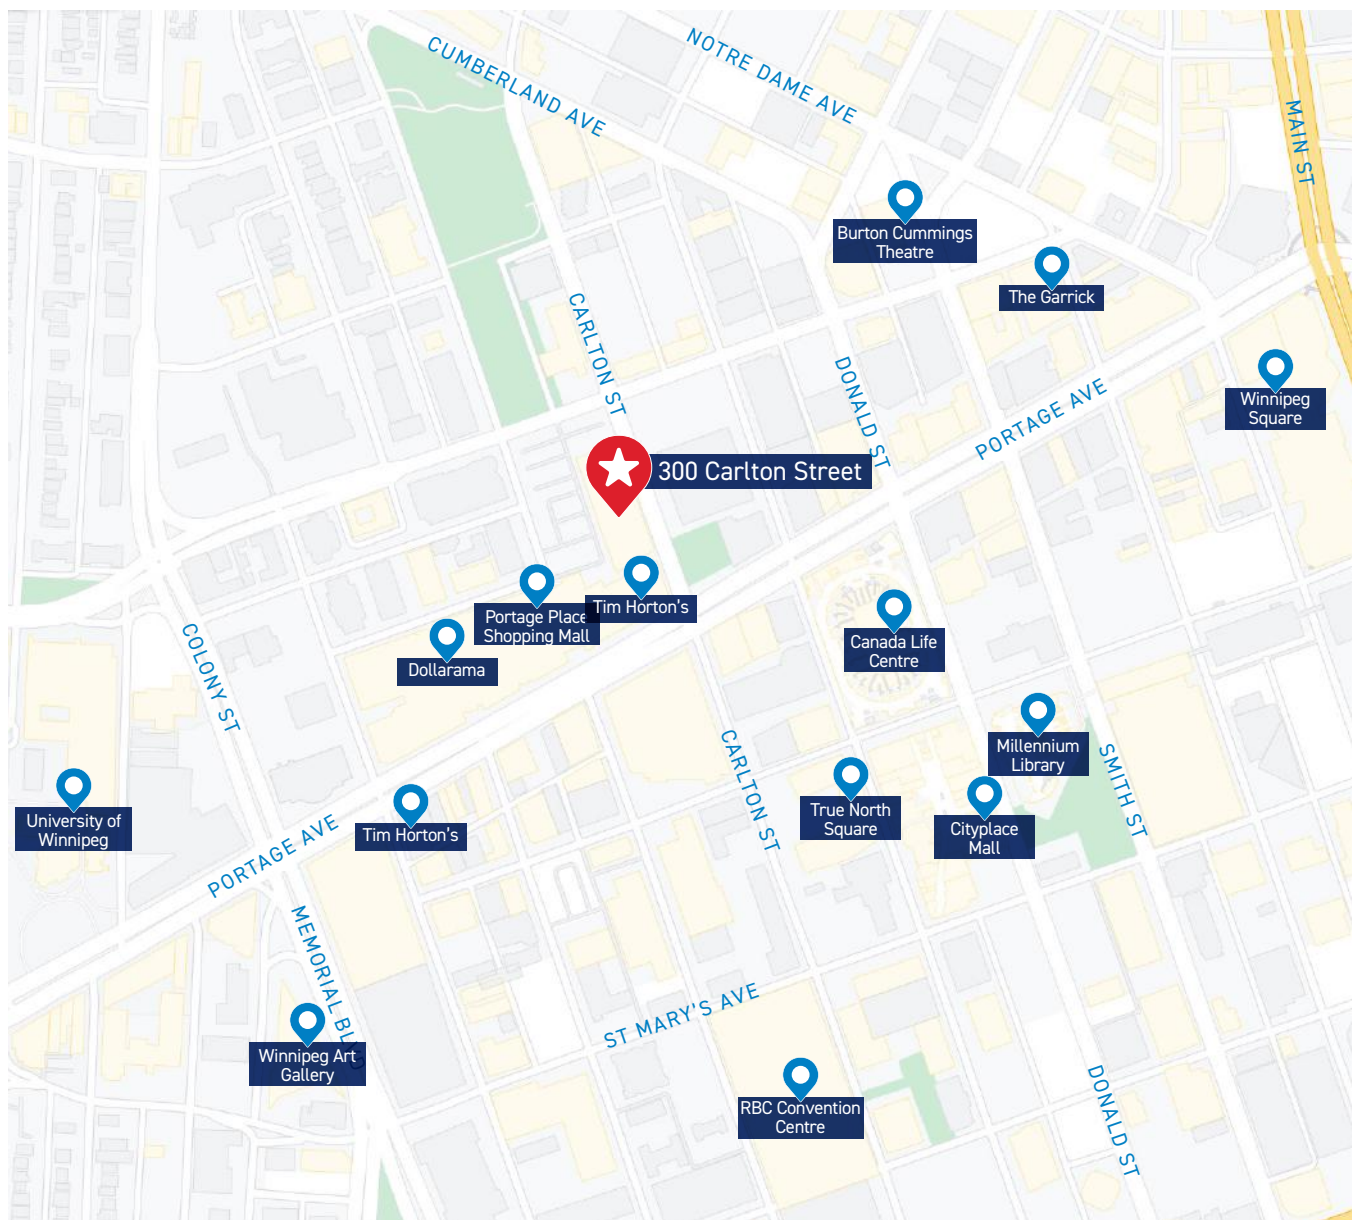 CUMBERLAND AVE
NOTRE DAME AVE
MAIN ST
Burton Cummings
Theatre
The Garrick
CARLTON ST
DONALD ST
PORTAGE AVE
Winnipeg
Square
300 Carlton Street
Portage Place
Shopping Mall
Tim Horton's
Dollarama
Canada Life
Centre
COLONY ST
Millennium
Library
CARLTON ST
SMITH ST
University of
Winnipeg
Tim Horton's
True North
Square
Cityplace
Mall
PORTAGE AVE
MEMORIAL BLVD
ST MARY'S AVE
Winnipeg Art
Gallery
RBC Convention
Centre
DONALD ST